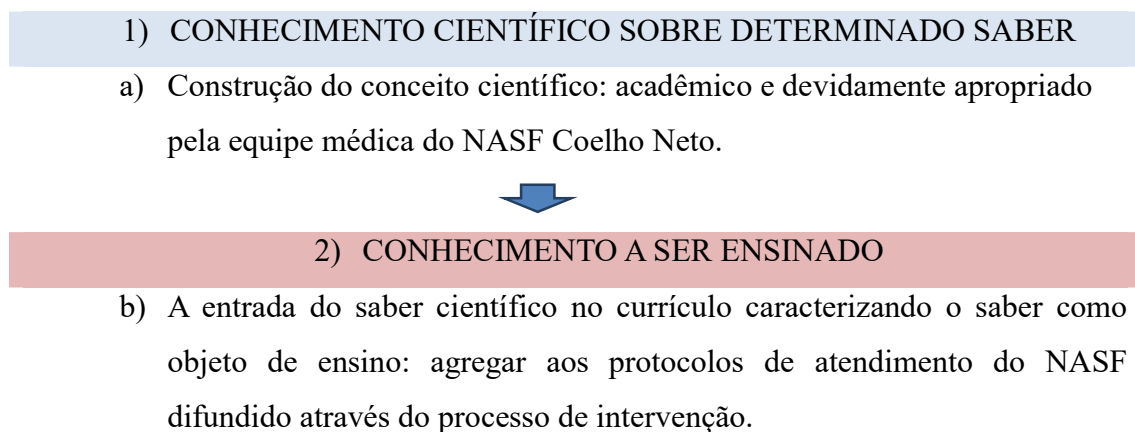 1) CONHECIMENTO CIENTÍFICO SOBRE DETERMINADO SABER
a) Construção do conceito científico: acadêmico e devidamente apropriado
pela equipe médica do NASF Coelho Neto.
2) CONHECIMENTO A SER ENSINADO
b) A entrada do saber científico no currículo caracterizando o saber como
objeto de ensino: agregar aos protocolos de atendimento do NASF
difundido através do processo de intervenção.